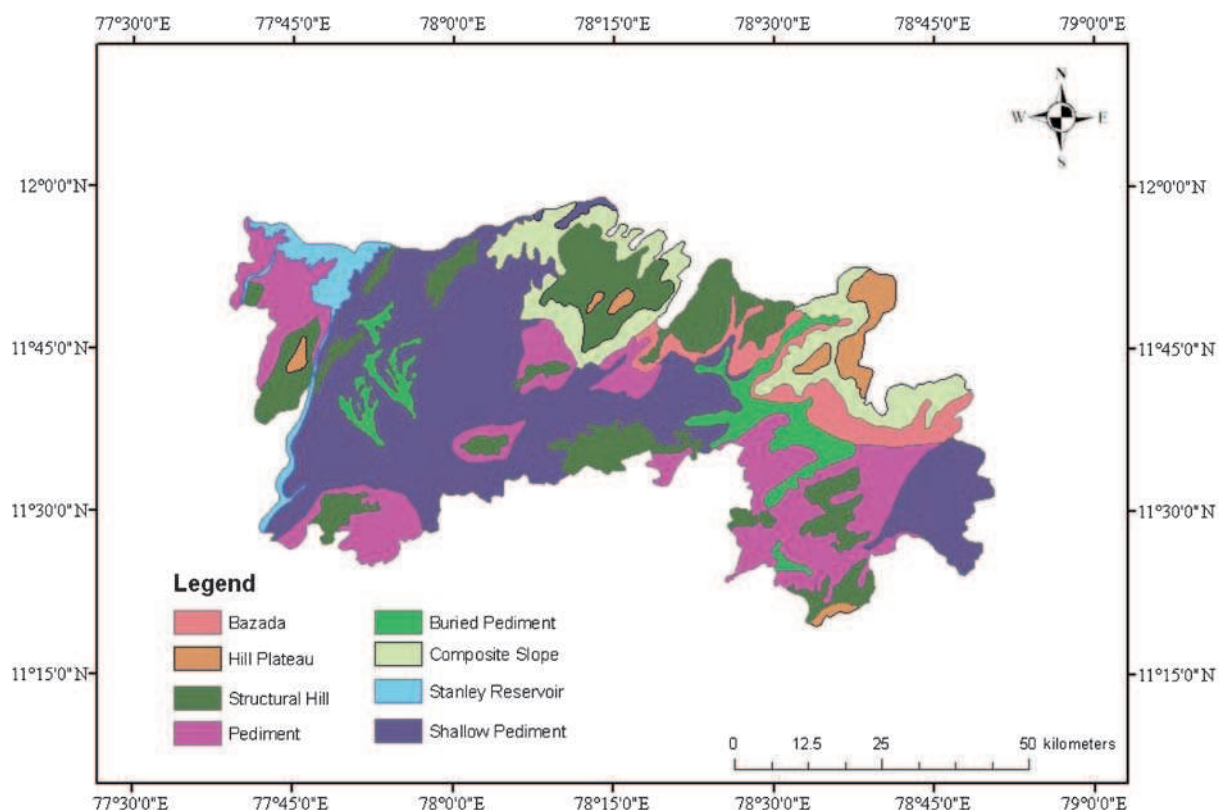 77°30'0"E 77°45'0"E 78°0'0"E 78°15'0"E 78°30'0"E 78°45'0"E 79°0'0"E
N
W E
S
12°0'0"N 12°0'0"N
11°45'0"N 11°45'0"N
11°30'0"N 11°30'0"N
11°15'0"N 11°15'0"N
Legend
Bazada
Hill Plateau
Structural Hill
Pediment
Buried Pediment
Composite Slope
Stanley Reservoir
Shallow Pediment
0 12.5 25 50 kilometers
77°30'0"E 77°45'0"E 78°0'0"E 78°15'0"E 78°30'0"E 78°45'0"E 79°0'0"E